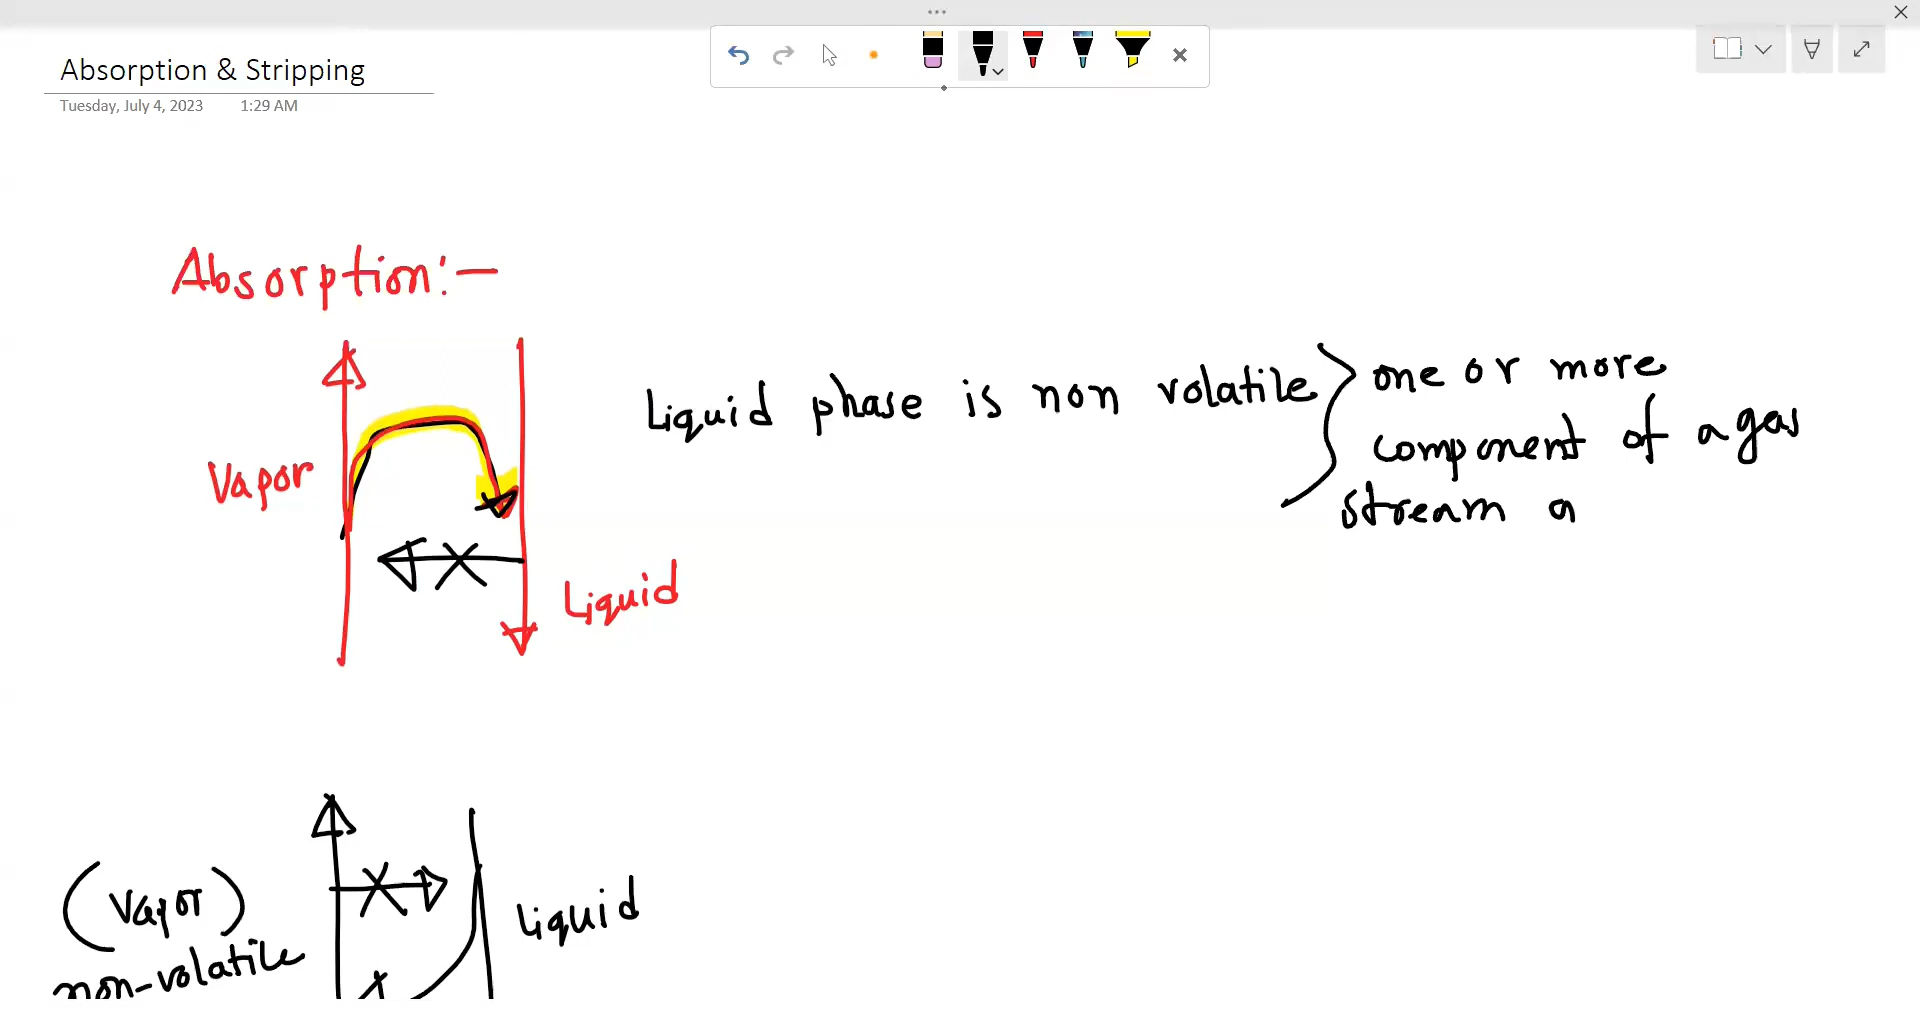 Absorption & Stripping
Tuesday, July 4, 2023 1:29 AM
Absorption:-
Liquid phase is non volatile
one or more
component of a gas
stream a
Vapor
Liquid
(Vapor)
non-volatile
Liquid